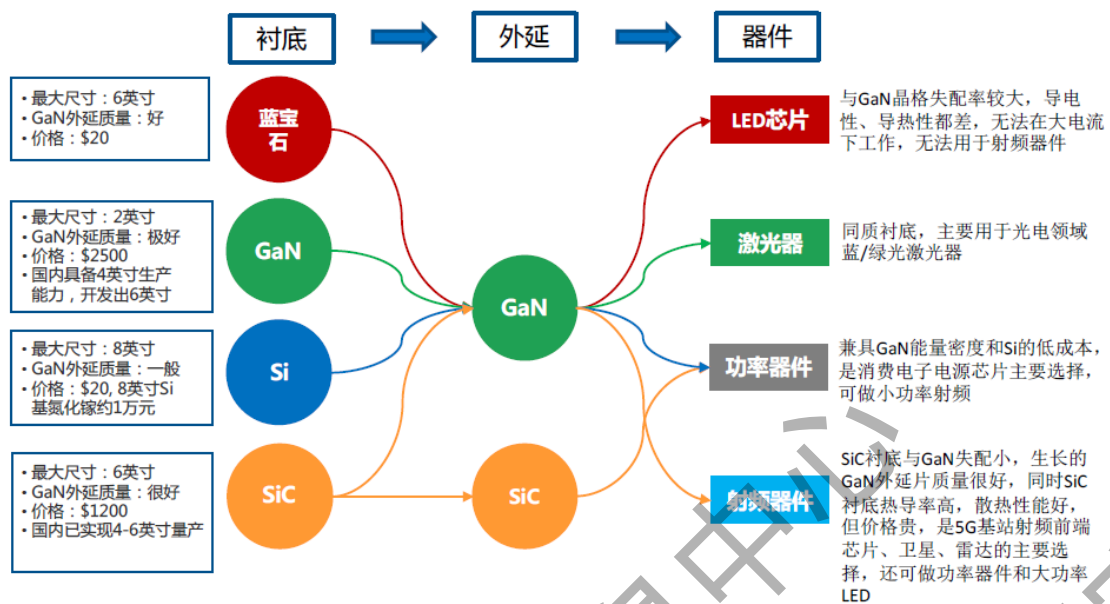 衬底
外延
器件
•最大尺寸：6英寸
•GaN外延质量：好
•价格：$20
蓝宝
石
LED芯片
与GaN晶格失配率较大，导电
性、导热性都差，无法在大电流
下工作，无法用于射频器件
•最大尺寸：2英寸
•GaN外延质量：极好
•价格：$2500
•国内具备4英寸生产
能力，开发出6英寸
GaN
激光器
同质衬底，主要用于光电领域
蓝/绿光激光器
GaN
•最大尺寸：8英寸
•GaN外延质量：一般
•价格：$20, 8英寸Si
基氮化镓约1万元
Si
功率器件
兼具GaN能量密度和Si的低成本，
是消费电子电源芯片主要选择，
可做小功率射频
•最大尺寸：6英寸
•GaN外延质量：很好
•价格：$1200
•国内已实现4-6英寸量产
SiC
SiC
射频器件
SiC衬底与GaN失配小，生长的
GaN外延片质量很好，同时SiC
衬底热导率高，散热性能好，
但价格贵，是5G基站射频前端
芯片、卫星、雷达的主要选
择，还可做功率器件和大功率
LED
中心